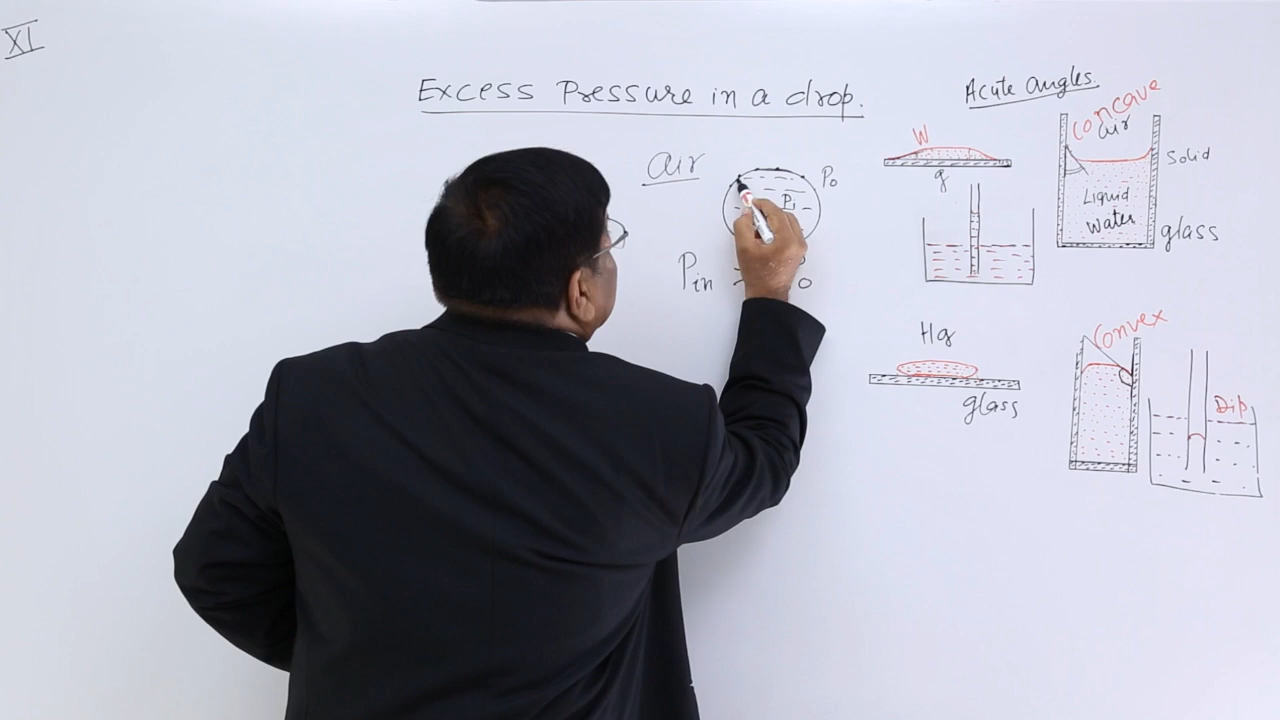 XI
Excess Pressure in a drop.
air
Po
Pi
Pin
o
Acute angles.
W
g
concave
air
Solid
Liquid
Water
glass
Hg
glass
Convex
Dip